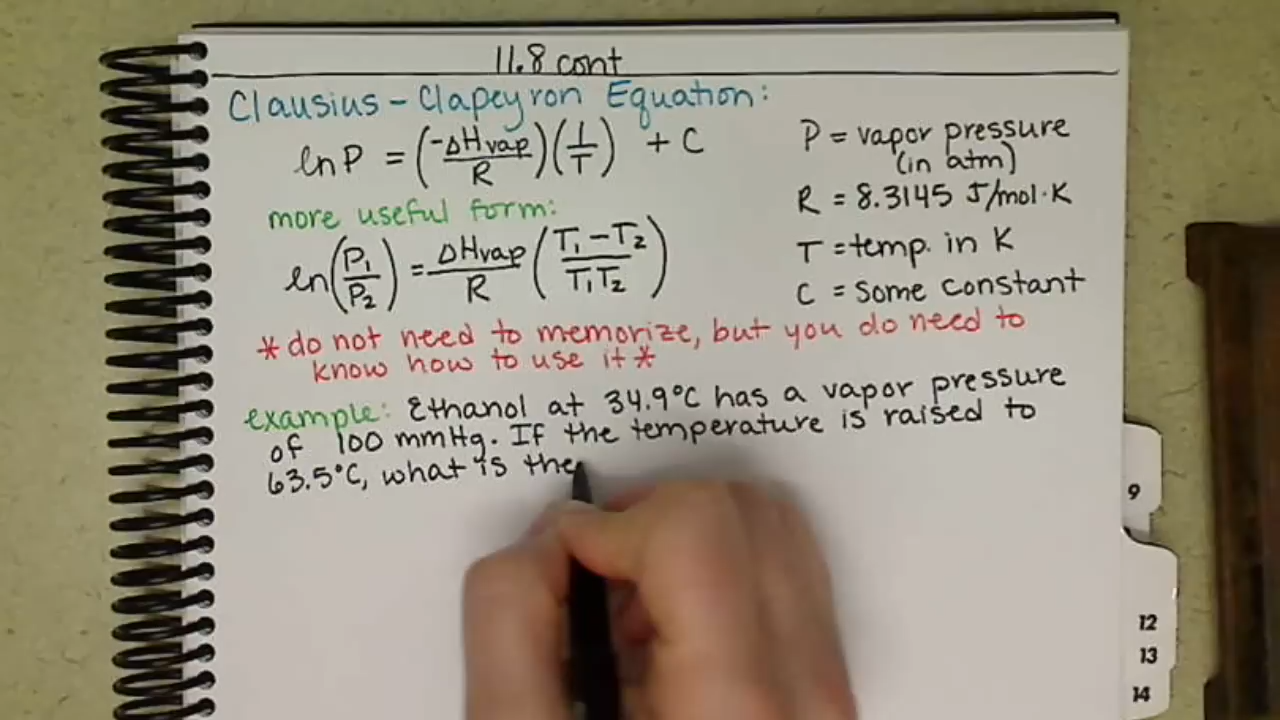 11.8 cont
Clausius-Clapeyron Equation:
ln P = (-ΔHvap/R)(1/T) + C
P = vapor pressure
(in atm)
R = 8.3145 J/mol·K
T = temp. in K
C = some constant
more useful form:
ln(P₁/P₂) = ΔHvap/R (T₁-T₂/T₁T₂)
*do not need to memorize, but you do need to
know how to use it*
example: Ethanol at 34.9°C has a vapor pressure
of 100 mmHg. If the temperature is raised to
63.5°C, what is the
9
12
13
14